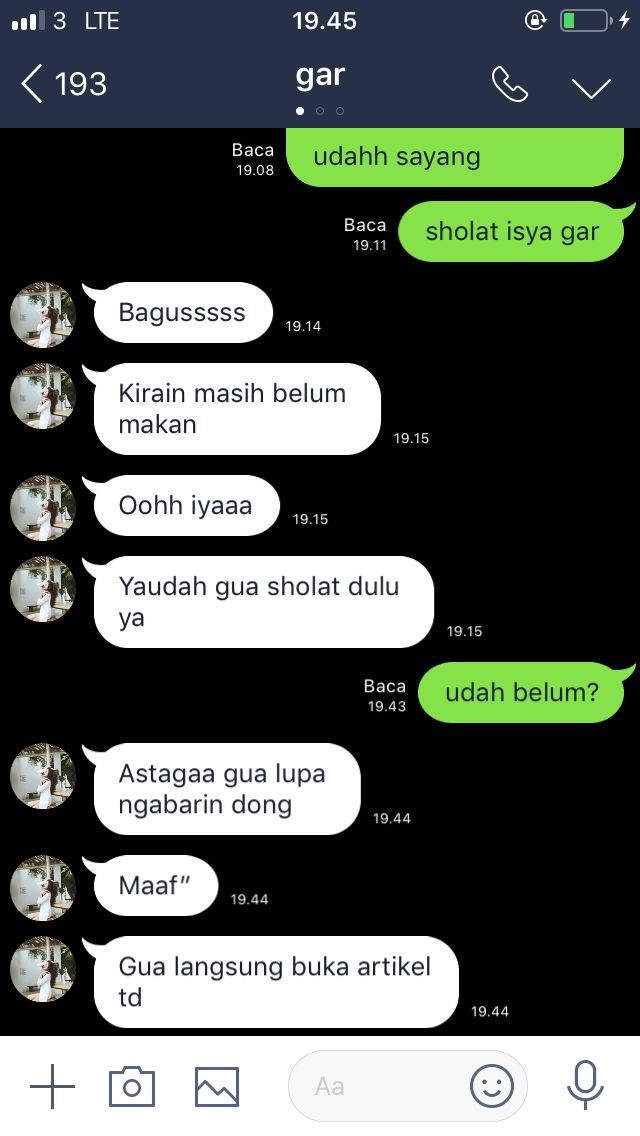 3 LTE 19.45
193 gar
Baca
19.08
udahh sayang
Baca
19.11
sholat isya gar
Bagusssss
19.14
Kirain masih belum
makan
19.15
Oohh iyaaa
19.15
Yaudah gua sholat dulu
ya
19.15
Baca
19.43
udah belum?
Astagaa gua lupa
ngabarin dong
19.44
Maaf”
19.44
Gua langsung buka artikel
td
19.44
Aa